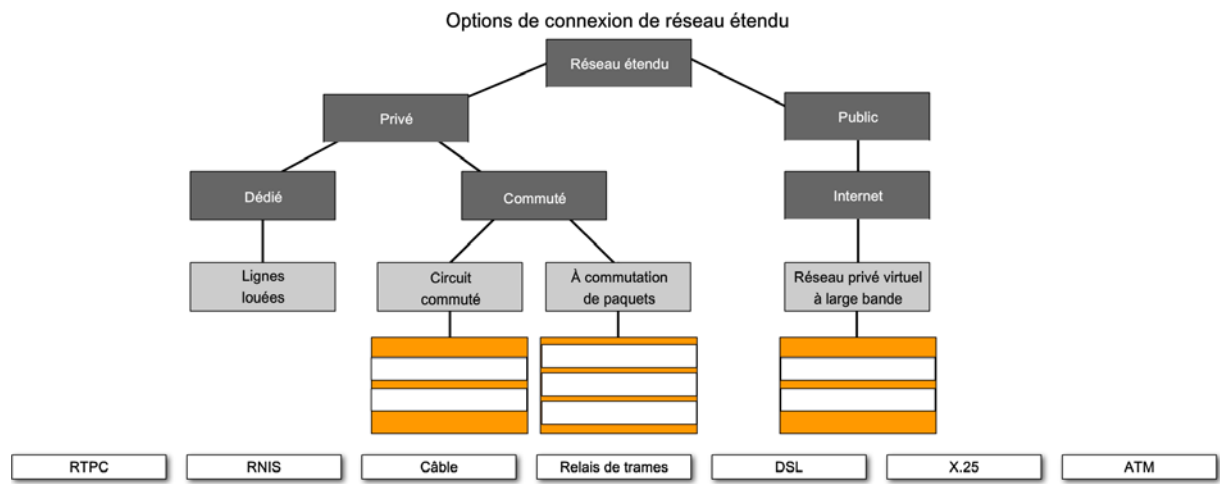 Options de connexion de réseau étendu
Réseau étendu
Privé
Public
Dédié
Commuté
Internet
Lignes
louées
Circuit
commuté
À commutation
de paquets
Réseau privé virtuel
à large bande
RTPC
RNIS
Câble
Relais de trames
DSL
X.25
ATM